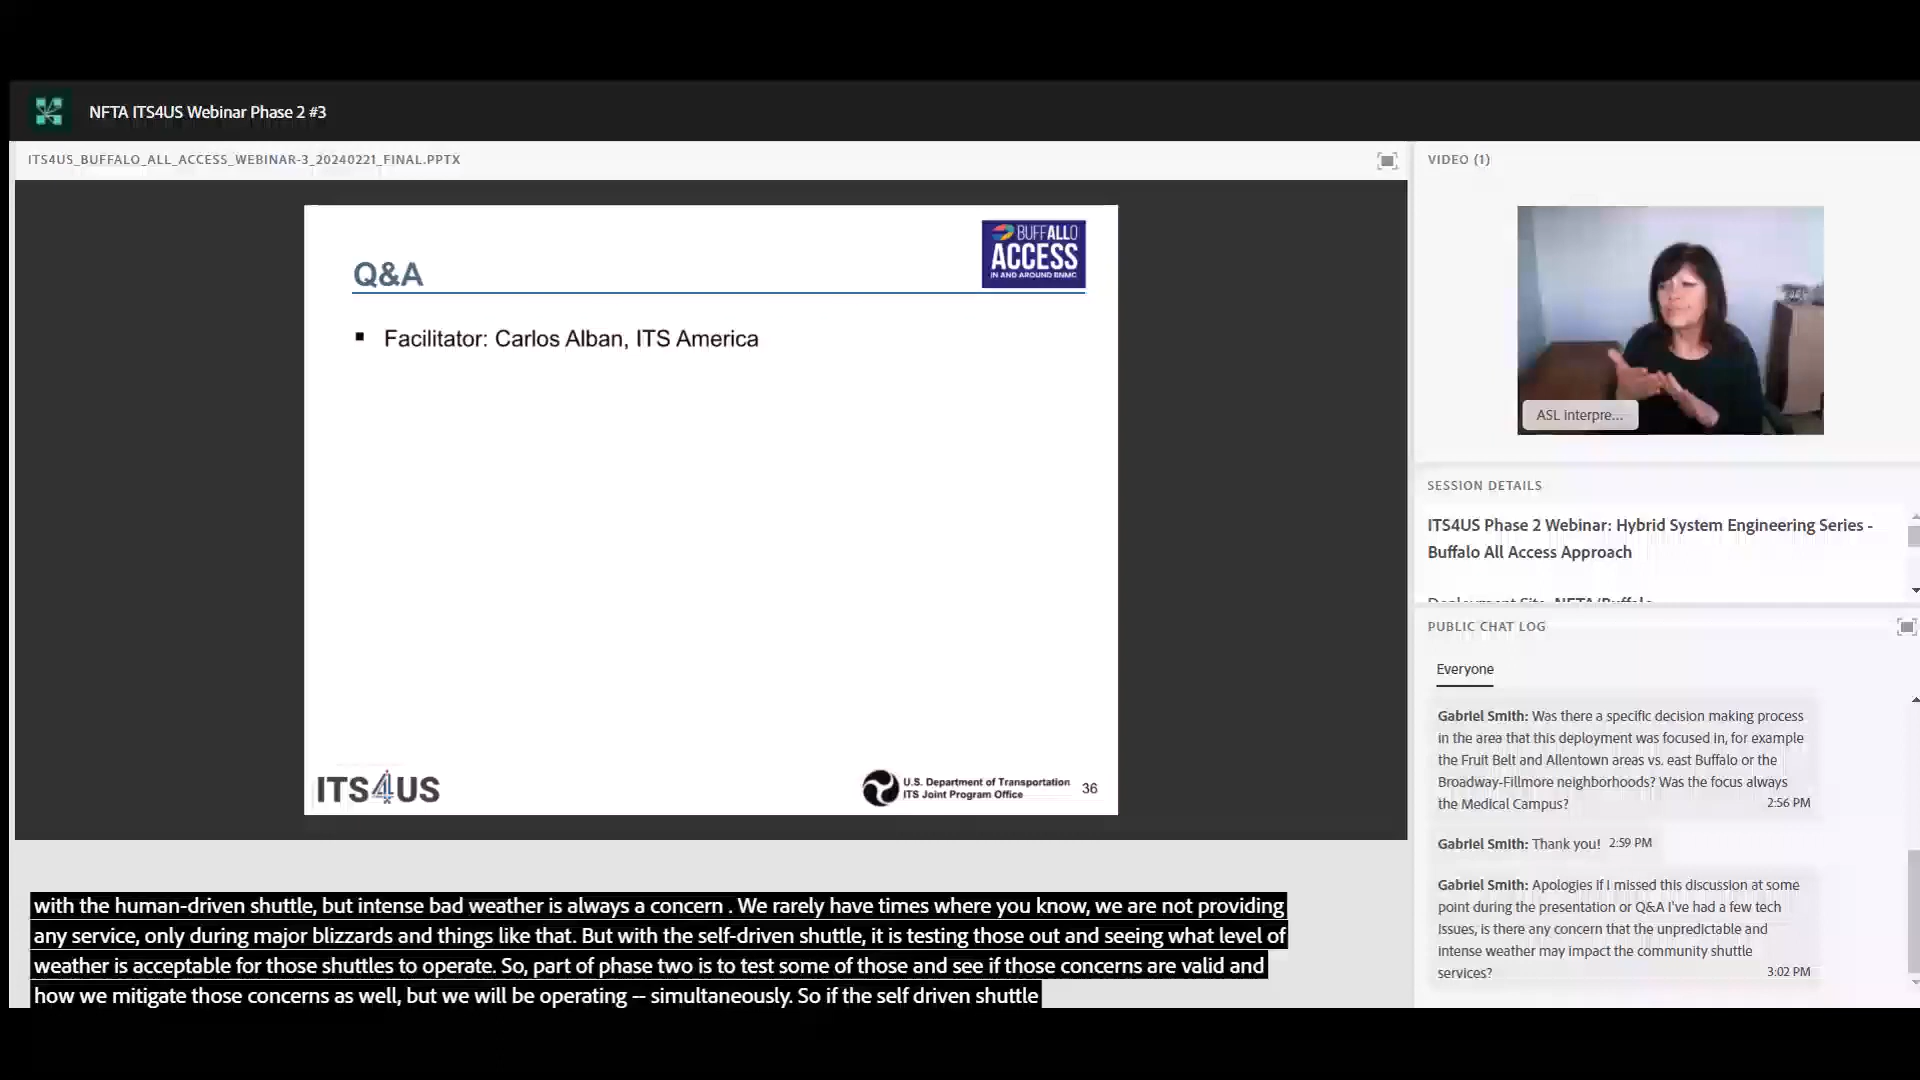 NFTA ITS4US Webinar Phase 2 #3
ITS4US_BUFFALO_ALL_ACCESS_WEBINAR-3_20240221_FINAL.PPTX
Q&A
BUFFALLO
ACCESS
IN AND AROUND BNMC
▪ Facilitator: Carlos Alban, ITS America
ITS4US
U.S. Department of Transportation
ITS Joint Program Office
36
with the human-driven shuttle, but intense bad weather is always a concern . We rarely have times where you know, we are not providing
any service, only during major blizzards and things like that. But with the self-driven shuttle, it is testing those out and seeing what level of
weather is acceptable for those shuttles to operate. So, part of phase two is to test some of those and see if those concerns are valid and
how we mitigate those concerns as well, but we will be operating -- simultaneously. So if the self driven shuttle
VIDEO (1)
ASL interpre...
SESSION DETAILS
ITS4US Phase 2 Webinar: Hybrid System Engineering Series -
Buffalo All Access Approach
Deployment Site: NFTA/Buffalo
PUBLIC CHAT LOG
Everyone
Gabriel Smith: Was there a specific decision making process
in the area that this deployment was focused in, for example
the Fruit Belt and Allentown areas vs. east Buffalo or the
Broadway-Fillmore neighborhoods? Was the focus always
the Medical Campus? 2:56 PM
Gabriel Smith: Thank you! 2:59 PM
Gabriel Smith: Apologies if I missed this discussion at some
point during the presentation or Q&A I've had a few tech
issues, is there any concern that the unpredictable and
intense weather may impact the community shuttle
services? 3:02 PM